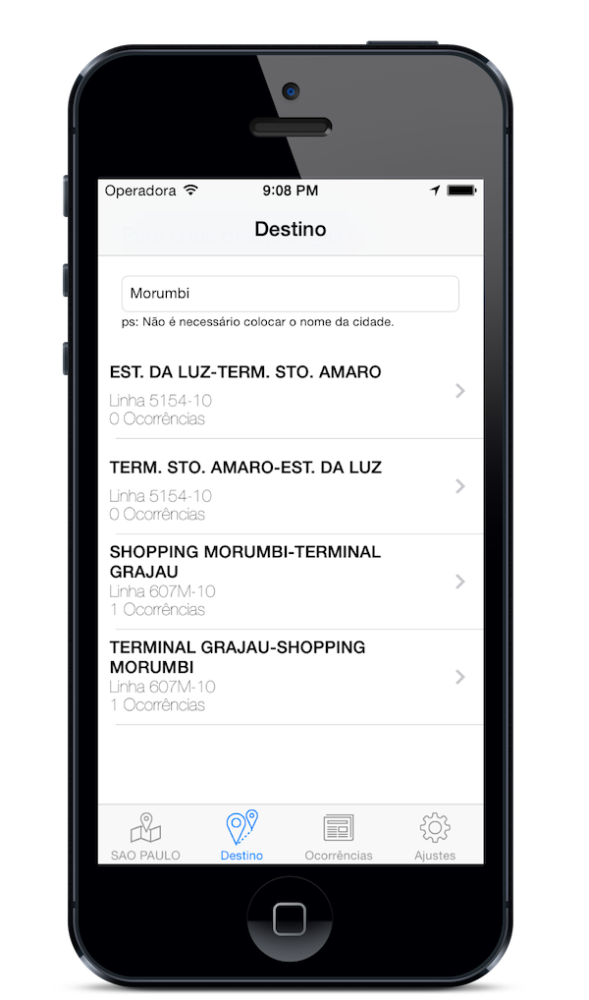 Operadora 9:08 PM
Destino
Morumbi
ps: Não é necessário colocar o nome da cidade.
EST. DA LUZ-TERM. STO. AMARO
Linha 5154-10
0 Ocorrências
TERM. STO. AMARO-EST. DA LUZ
Linha 5154-10
0 Ocorrências
SHOPPING MORUMBI-TERMINAL
GRAJAU
Linha 607M-10
1 Ocorrências
TERMINAL GRAJAU-SHOPPING
MORUMBI
Linha 607M-10
1 Ocorrências
SAO PAULO Destino Ocorrências Ajustes